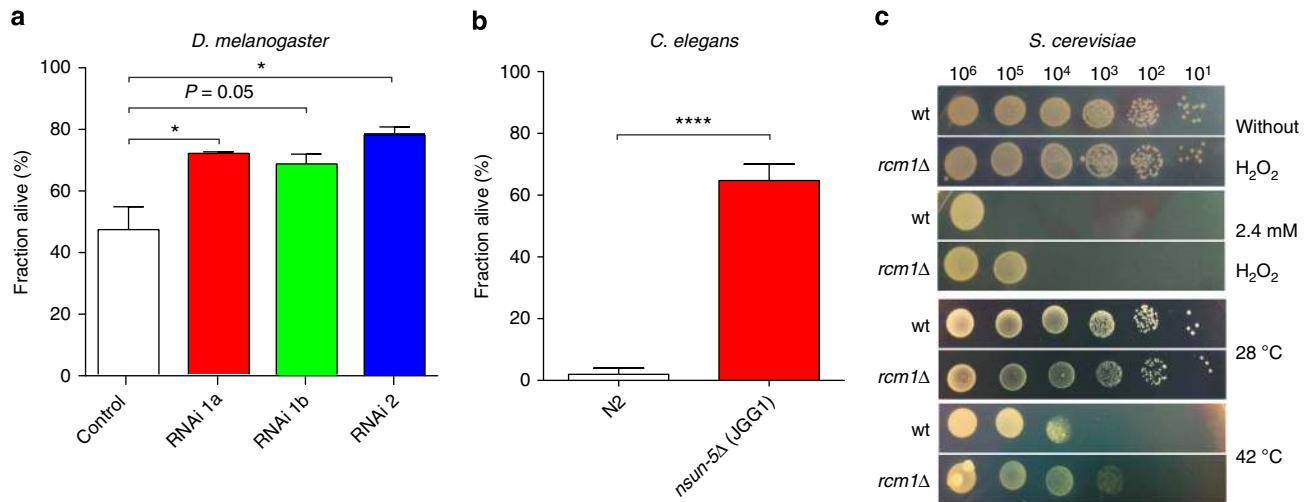 a
D. melanogaster
Fraction alive (%)
100
80
60
40
20
0
*
P = 0.05
*
Control
RNAi 1a
RNAi 1b
RNAi 2
b
C. elegans
Fraction alive (%)
100
80
60
40
20
0
****
N2
nsun-5Δ (JGG1)
c
S. cerevisiae
10⁶ 10⁵ 10⁴ 10³ 10² 10¹
wt
rcm1Δ
Without
H₂O₂
wt
rcm1Δ
2.4 mM
H₂O₂
wt
rcm1Δ
28 °C
wt
rcm1Δ
42 °C